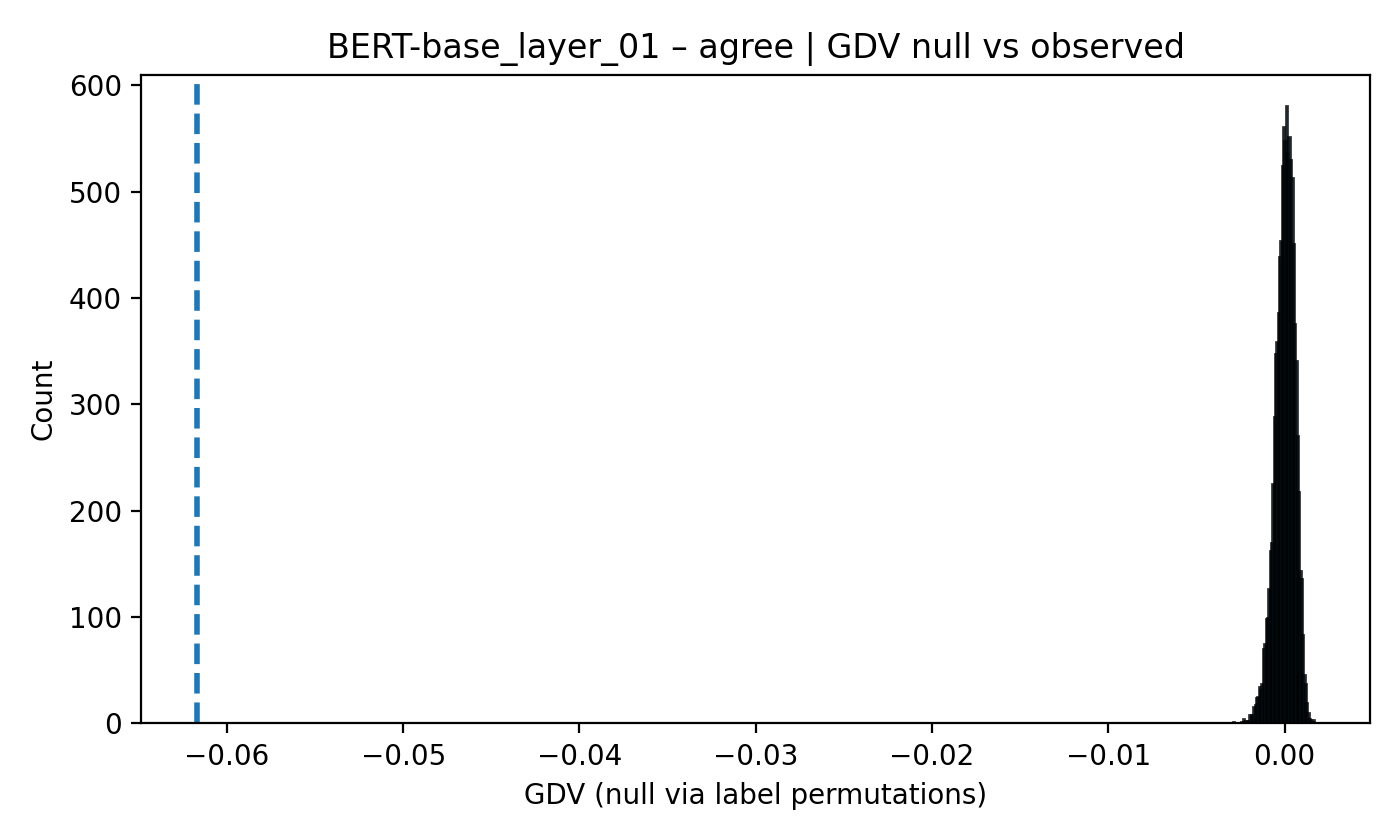 BERT-base_layer_01 – agree | GDV null vs observed
600
500
400
300
200
100
0
Count
−0.06 −0.05 −0.04 −0.03 −0.02 −0.01 0.00
GDV (null via label permutations)